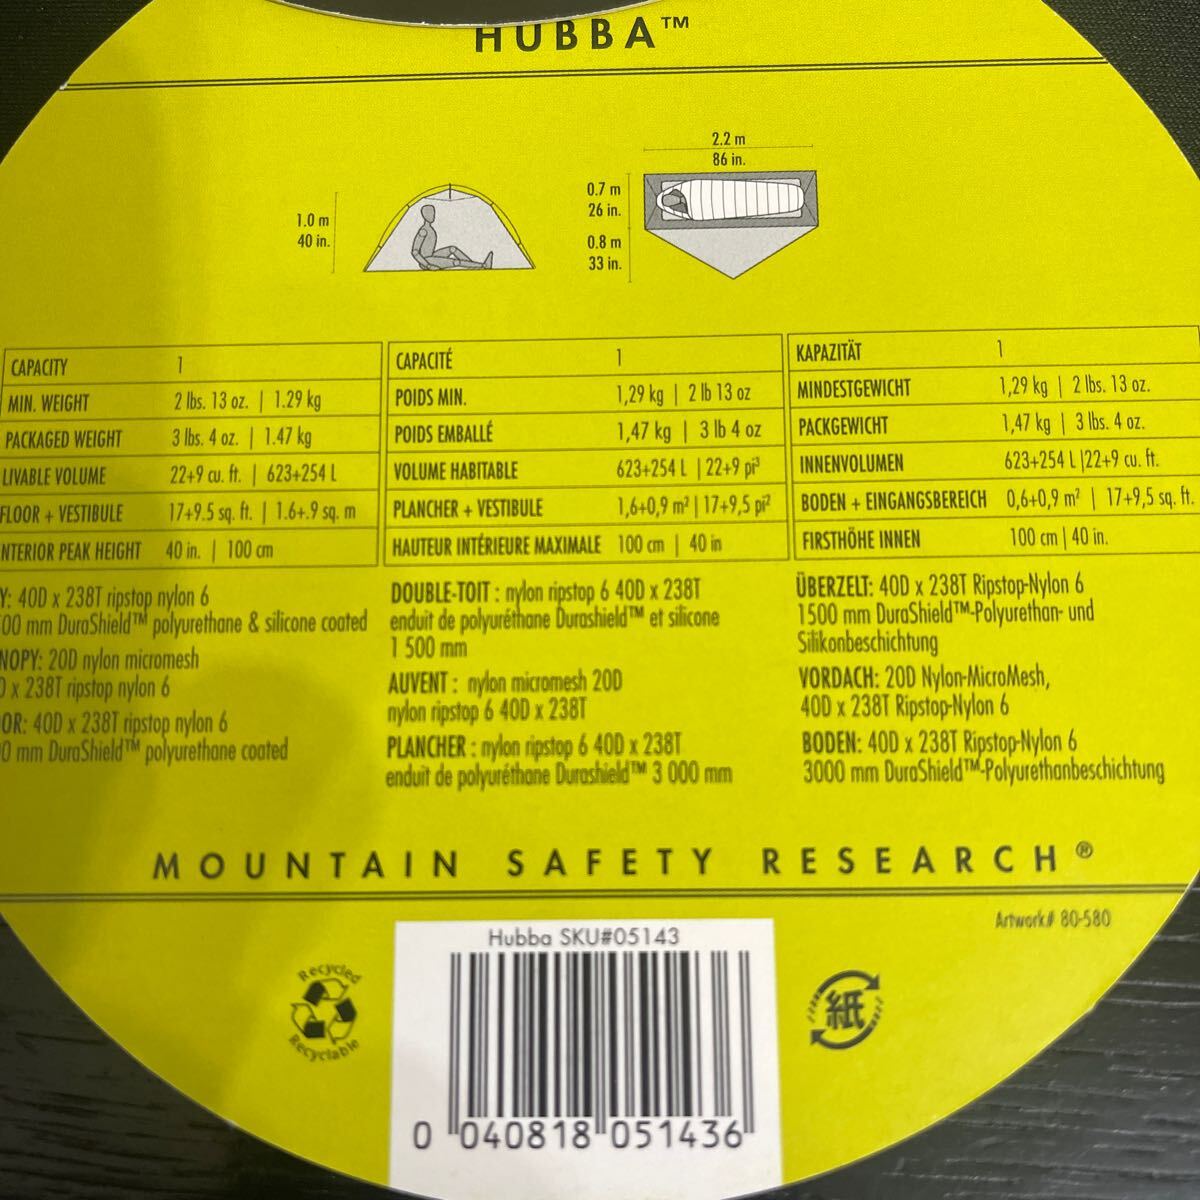 HUBBA™
2.2 m
86 in.
1.0 m
40 in.
0.7 m
26 in.
0.8 m
33 in.
CAPACITY 1
MIN. WEIGHT 2 lbs. 13 oz. | 1.29 kg
PACKAGED WEIGHT 3 lbs. 4 oz. | 1.47 kg
LIVABLE VOLUME 22+9 cu. ft. | 623+254 L
FLOOR + VESTIBULE 17+9.5 sq. ft. | 1.6+.9 sq. m
NTERIOR PEAK HEIGHT 40 in. | 100 cm
Y: 40D x 238T ripstop nylon 6
00 mm DuraShield™ polyurethane & silicone coated
NOPY: 20D nylon micromesh
D x 238T ripstop nylon 6
OR: 40D x 238T ripstop nylon 6
0 mm DuraShield™ polyurethane coated
CAPACITÉ 1
POIDS MIN. 1,29 kg | 2 lb 13 oz
POIDS EMBALLÉ 1,47 kg | 3 lb 4 oz
VOLUME HABITABLE 623+254 L | 22+9 pi³
PLANCHER + VESTIBULE 1,6+0,9 m² | 17+9,5 pi²
HAUTEUR INTÉRIEURE MAXIMALE 100 cm | 40 in
DOUBLE-TOIT : nylon ripstop 6 40D x 238T
enduit de polyuréthane Durashield™ et silicone
1 500 mm
AUVENT : nylon micromesh 20D
nylon ripstop 6 40D x 238T
PLANCHER : nylon ripstop 6 40D x 238T
enduit de polyuréthane Durashield™ 3 000 mm
KAPAZITÄT 1
MINDESTGEWICHT 1,29 kg | 2 lbs. 13 oz.
PACKGEWICHT 1,47 kg | 3 lbs. 4 oz.
INNENVOLUMEN 623+254 L |22+9 cu. ft.
BODEN + EINGANGSBEREICH 0,6+0,9 m² | 17+9,5 sq. ft.
FIRSTHÖHE INNEN 100 cm | 40 in.
ÜBERZELT: 40D x 238T Ripstop-Nylon 6
1500 mm DuraShield™-Polyurethan- und
Silikonbeschichtung
VORDACH: 20D Nylon-MicroMesh,
40D x 238T Ripstop-Nylon 6
BODEN: 40D x 238T Ripstop-Nylon 6
3000 mm DuraShield™-Polyurethanbeschichtung
MOUNTAIN SAFETY RESEARCH®
Artwork# 80-580
Hubba SKU#05143
Recycled
Recyclable
紙
0 040818 051436